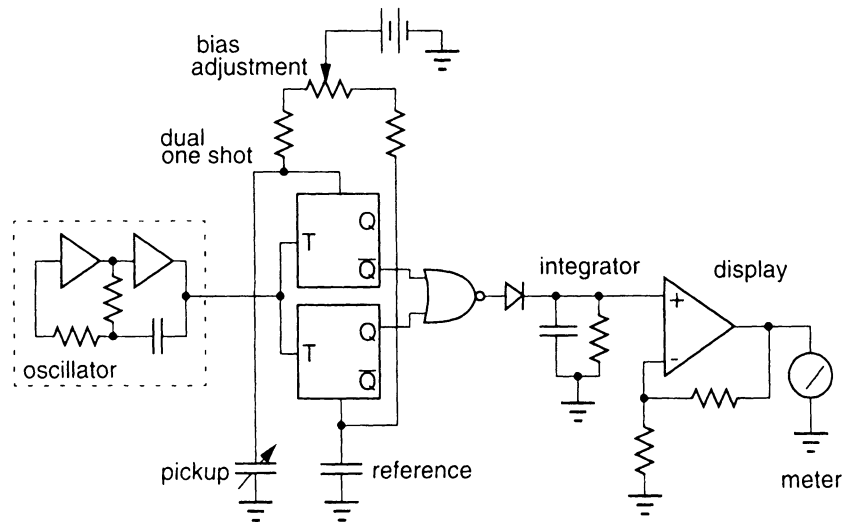 bias
adjustment
dual
one shot
Q
T
Q̅
integrator
display
+
-
Q
T
Q̅
oscillator
pickup
reference
meter